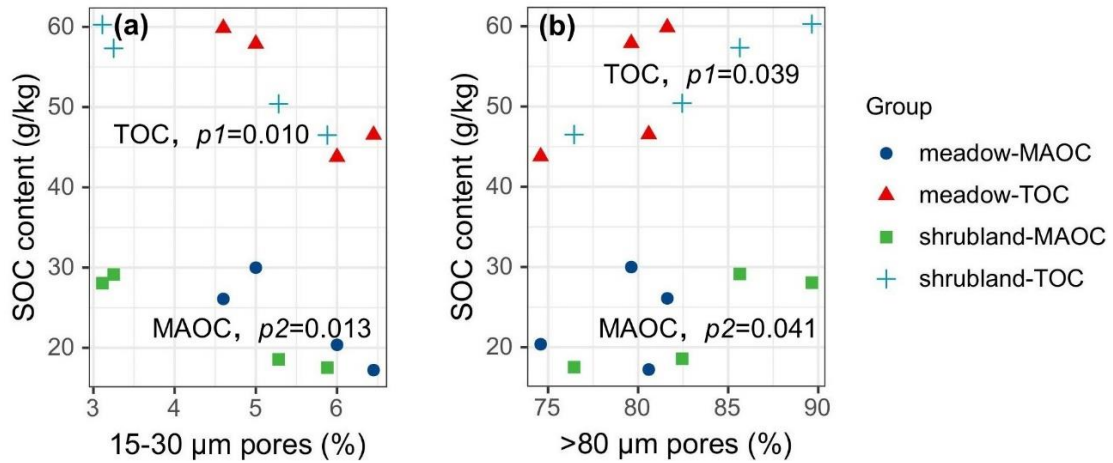 (a)
SOC content (g/kg)
60
50
40
30
20
TOC, p1=0.010
MAOC, p2=0.013
3 4 5 6
15-30 μm pores (%)
(b)
SOC content (g/kg)
60
50
40
30
20
TOC, p1=0.039
MAOC, p2=0.041
75 80 85 90
>80 μm pores (%)
Group
meadow-MAOC
meadow-TOC
shrubland-MAOC
shrubland-TOC